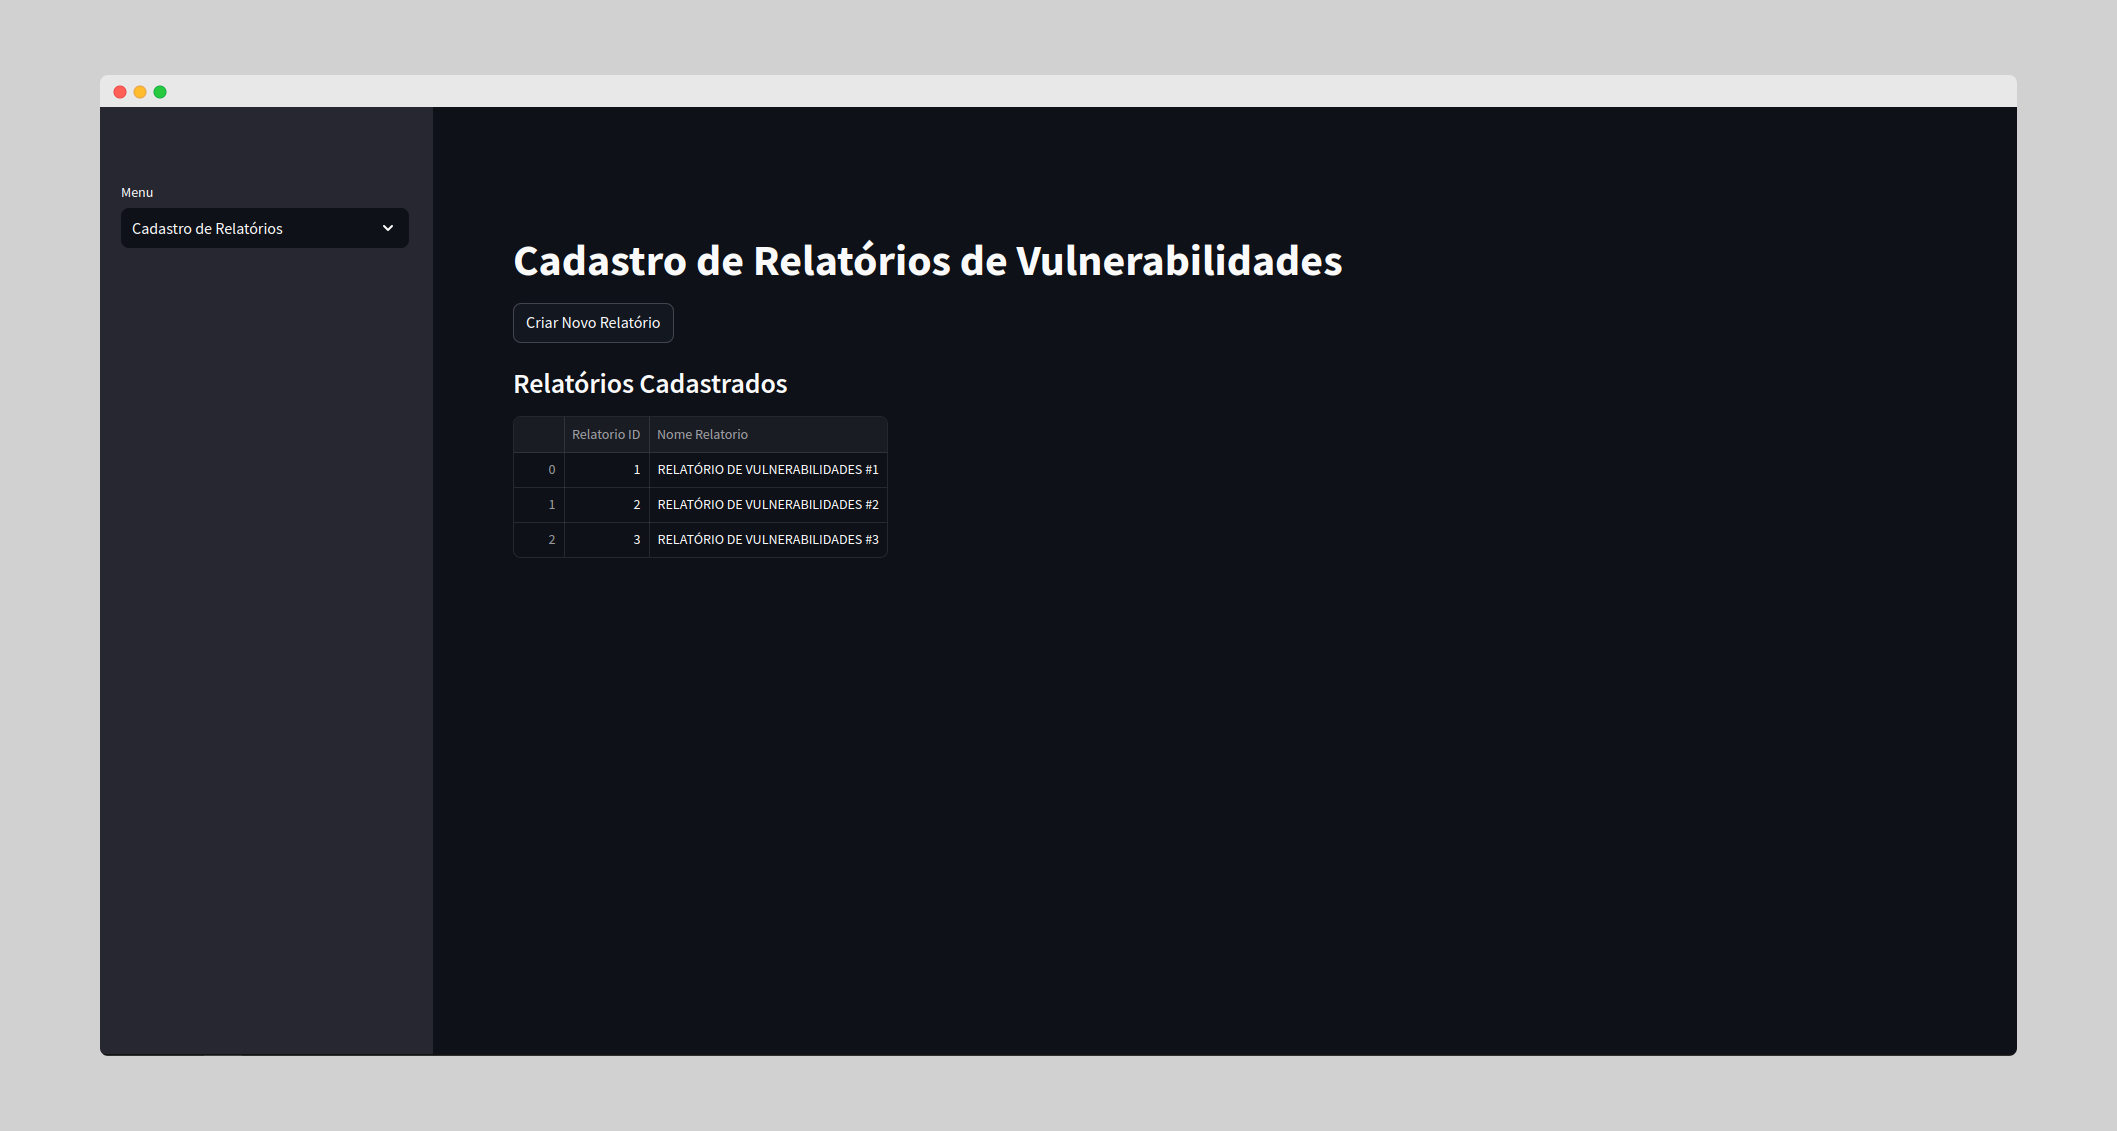 Menu
Cadastro de Relatórios
Cadastro de Relatórios de Vulnerabilidades
Criar Novo Relatório
Relatórios Cadastrados
Relatorio ID Nome Relatorio
0 1 RELATÓRIO DE VULNERABILIDADES #1
1 2 RELATÓRIO DE VULNERABILIDADES #2
2 3 RELATÓRIO DE VULNERABILIDADES #3